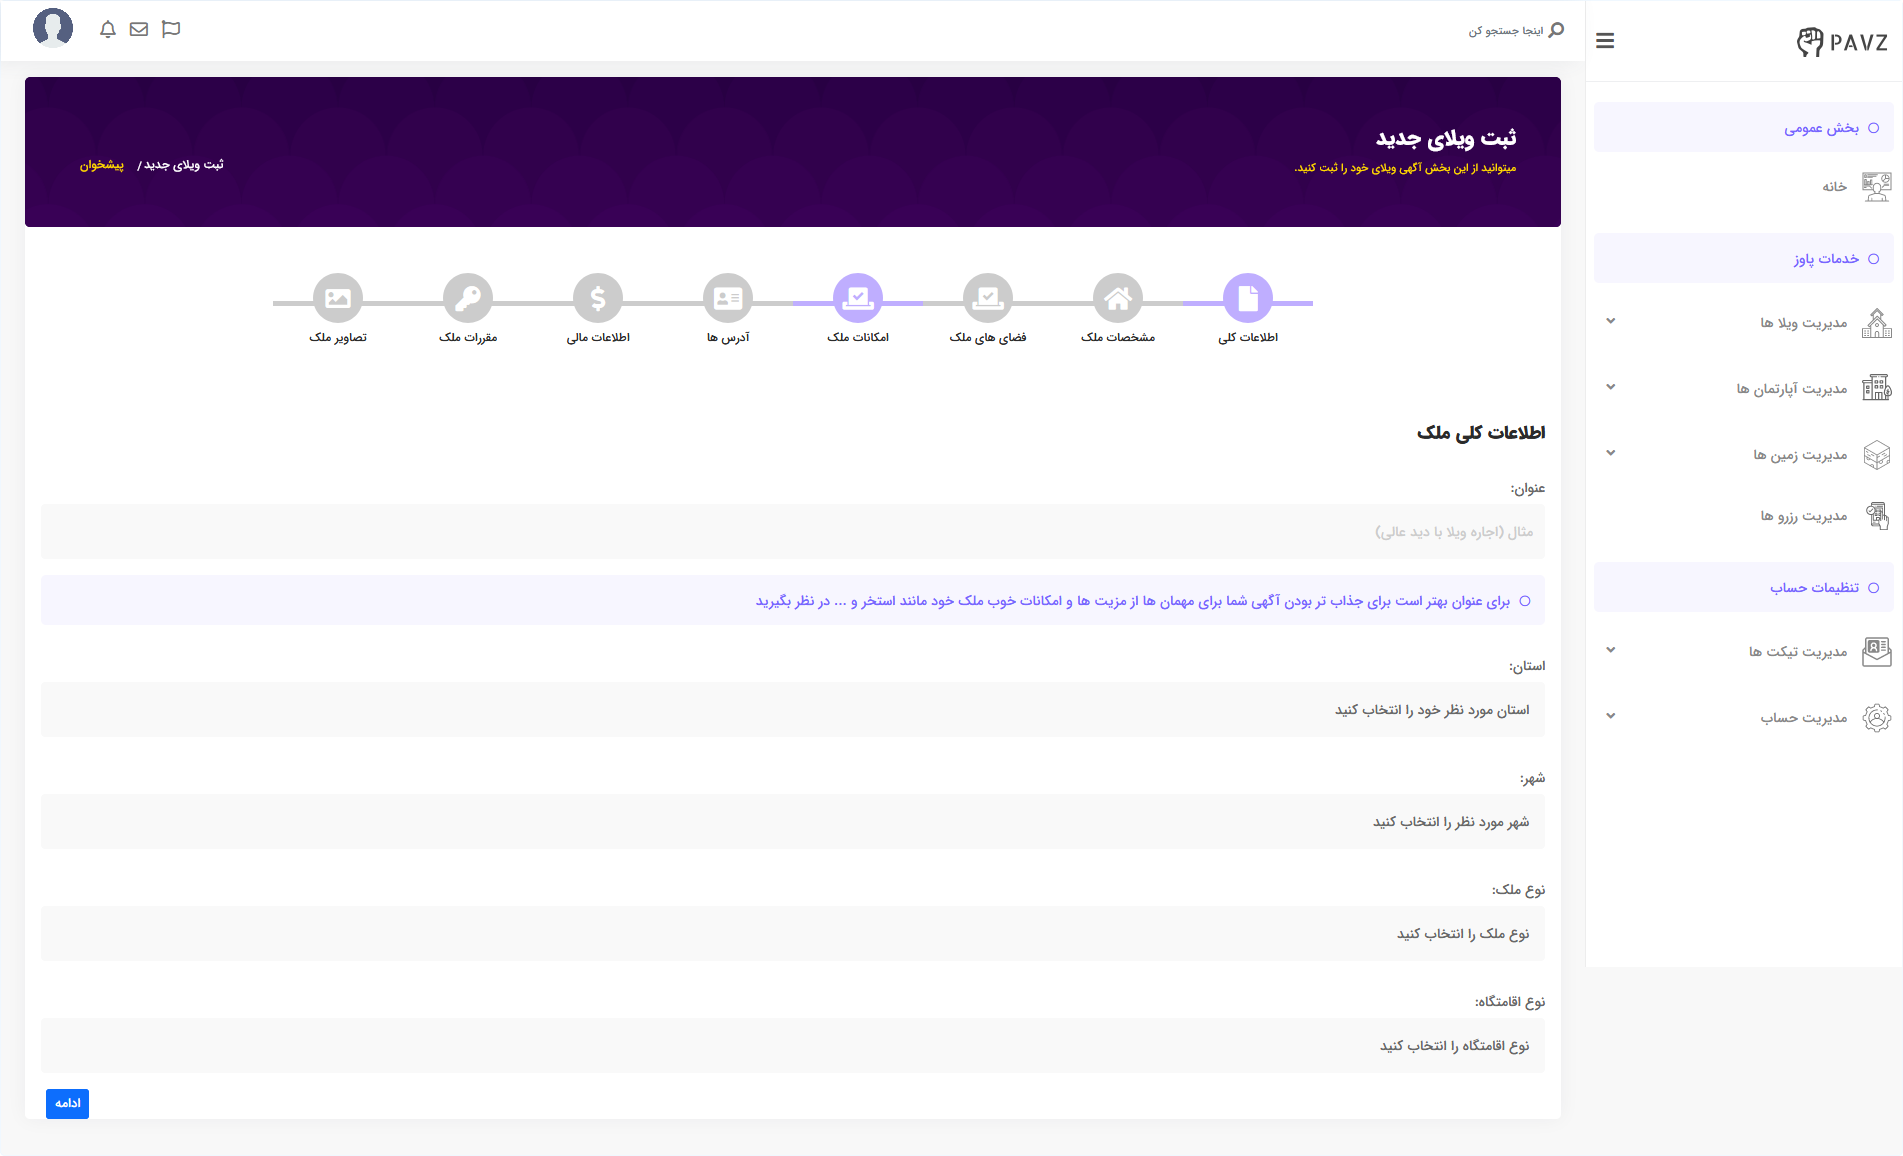 PAVZ
اینجا جستجو کن
بخش عمومی
خانه
خدمات پاوز
مدیریت ویلا ها
مدیریت آپارتمان ها
مدیریت زمین ها
مدیریت رزرو ها
تنظیمات حساب
مدیریت تیکت ها
مدیریت حساب
ثبت ویلای جدید
میتوانید از این بخش آگهی ویلای خود را ثبت کنید.
ثبت ویلای جدید / پیشخوان
اطلاعات کلی
مشخصات ملک
فضای های ملک
امکانات ملک
آدرس ها
اطلاعات مالی
مقررات ملک
تصاویر ملک
اطلاعات کلی ملک
عنوان:
مثال (اجاره ویلا با دید عالی)
برای عنوان بهتر است برای جذاب تر بودن آگهی شما برای مهمان ها از مزیت ها و امکانات خوب ملک خود مانند استخر و ... در نظر بگیرید
استان:
استان مورد نظر خود را انتخاب کنید
شهر:
شهر مورد نظر را انتخاب کنید
نوع ملک:
نوع ملک را انتخاب کنید
نوع اقامتگاه:
نوع اقامتگاه را انتخاب کنید
ادامه